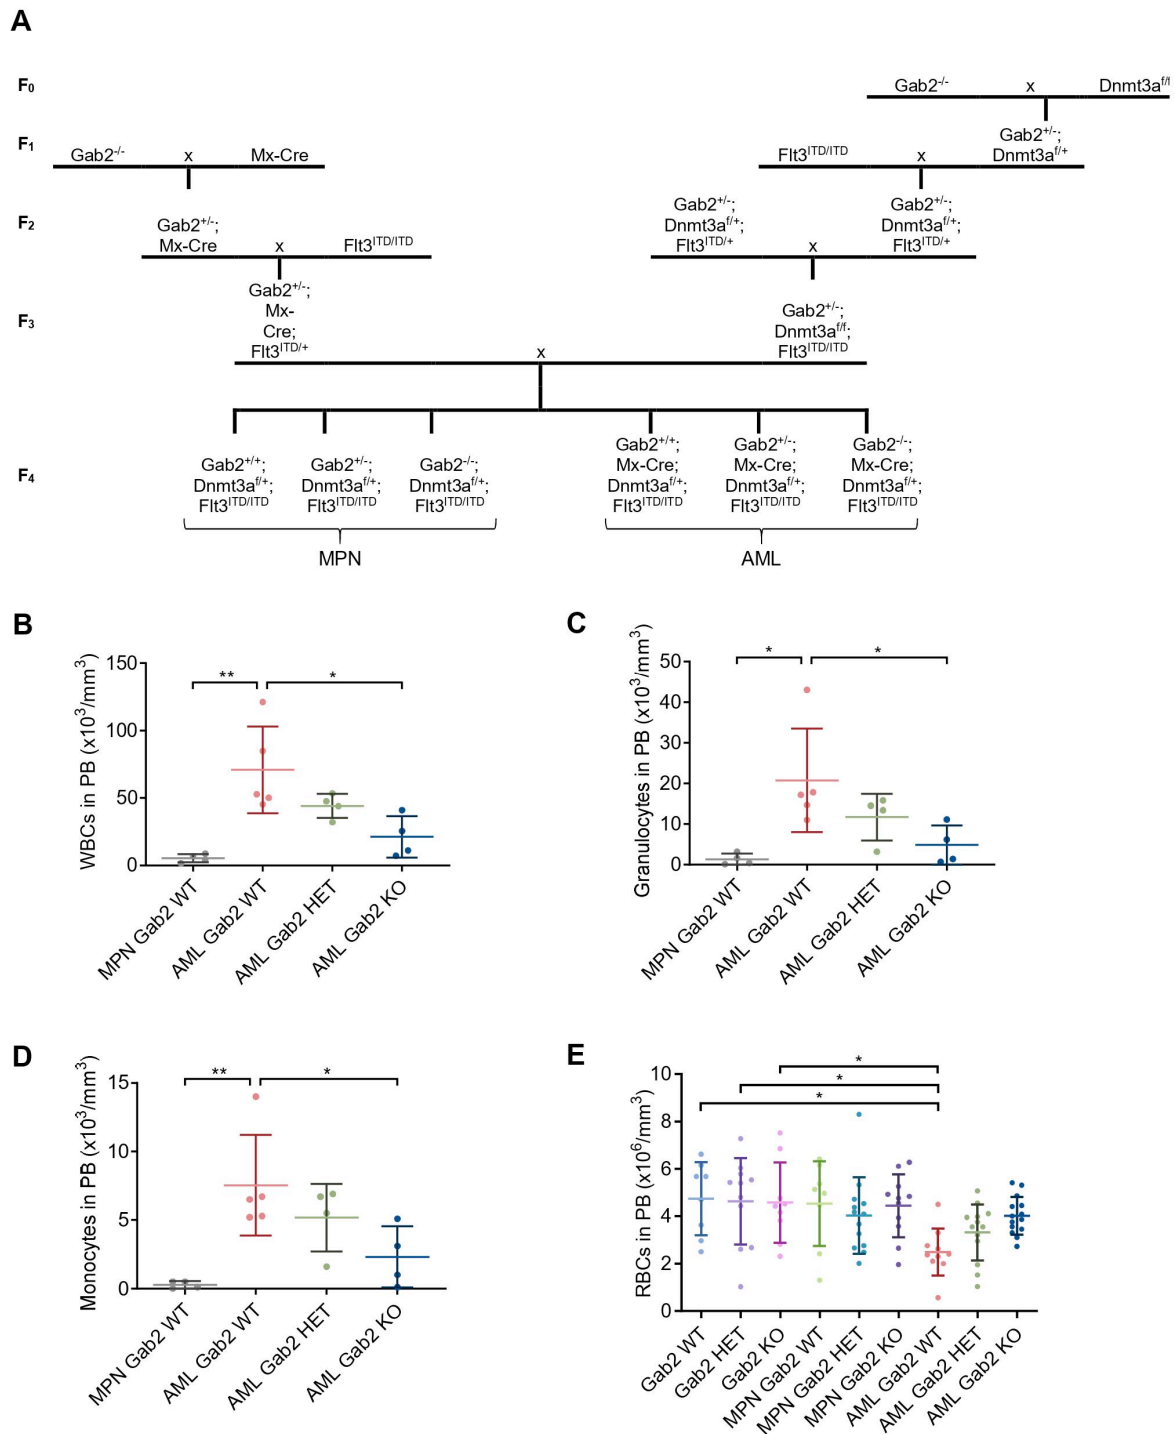 A
F0
Gab2-/- x Dnmt3af/f
F1
Gab2-/- x Mx-Cre
Flt3ITD/ITD x Gab2+/-;
Dnmt3af/+
F2
Gab2+/-;
Mx-Cre x Flt3ITD/ITD
Gab2+/-;
Dnmt3af/+;
Flt3ITD/+
x
Gab2+/-;
Dnmt3af/+;
Flt3ITD/+
F3
Gab2+/-;
Mx-
Cre;
Flt3ITD/+
x
Gab2+/-;
Dnmt3af/f;
Flt3ITD/ITD
F4
Gab2+/+;
Dnmt3af/+;
Flt3ITD/ITD
Gab2+/-;
Dnmt3af/+;
Flt3ITD/ITD
Gab2-/-;
Dnmt3af/+;
Flt3ITD/ITD
Gab2+/+;
Mx-Cre;
Dnmt3af/+;
Flt3ITD/ITD
Gab2+/-;
Mx-Cre;
Dnmt3af/+;
Flt3ITD/ITD
Gab2-/-;
Mx-Cre;
Dnmt3af/+;
Flt3ITD/ITD
MPN
AML
B
WBCs in PB (x103/mm3)
150
100
50
0
**
*
MPN Gab2 WT
AML Gab2 WT
AML Gab2 HET
AML Gab2 KO
C
Granulocytes in PB (x103/mm3)
50
40
30
20
10
0
*
*
MPN Gab2 WT
AML Gab2 WT
AML Gab2 HET
AML Gab2 KO
D
Monocytes in PB (x103/mm3)
15
10
5
0
**
*
MPN Gab2 WT
AML Gab2 WT
AML Gab2 HET
AML Gab2 KO
E
RBCs in PB (x106/mm3)
10
8
6
4
2
0
*
*
*
Gab2 WT
Gab2 HET
Gab2 KO
MPN Gab2 WT
MPN Gab2 HET
MPN Gab2 KO
AML Gab2 WT
AML Gab2 HET
AML Gab2 KO